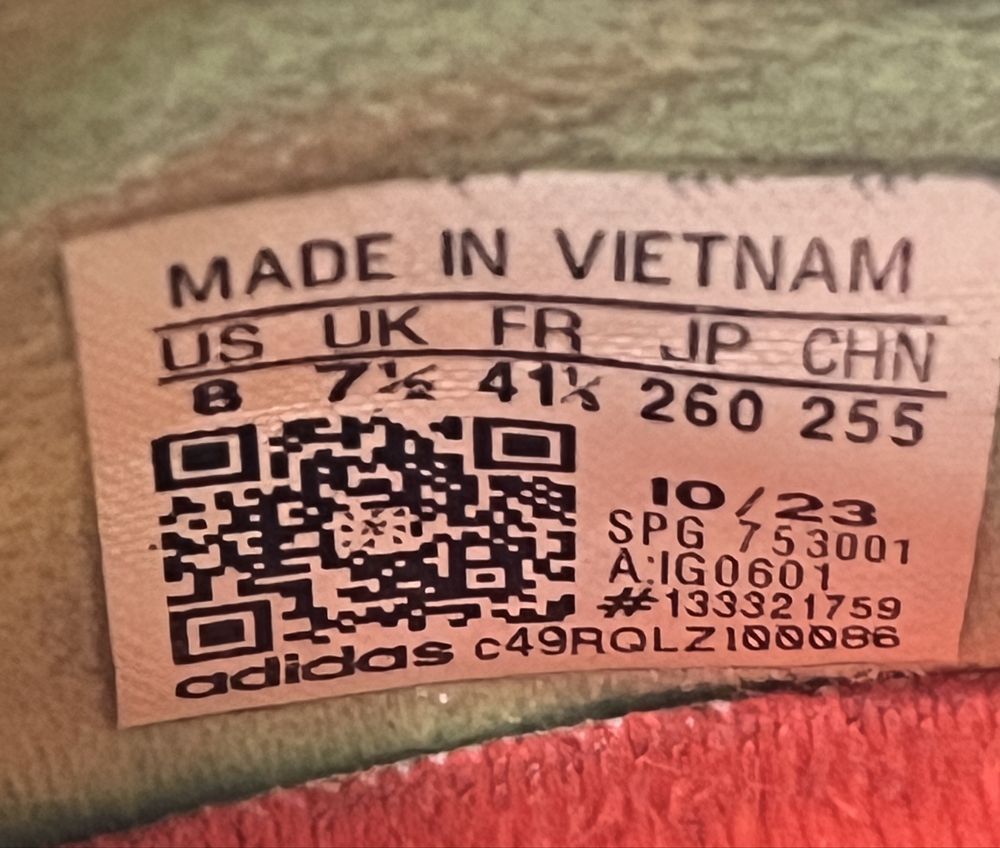 MADE IN VIETNAM
US UK FR JP CHN
8 7½ 41⅓ 260 255
10/23
SPG 753001
A:IG0601
#133321759
adidas c49RQLZI00086